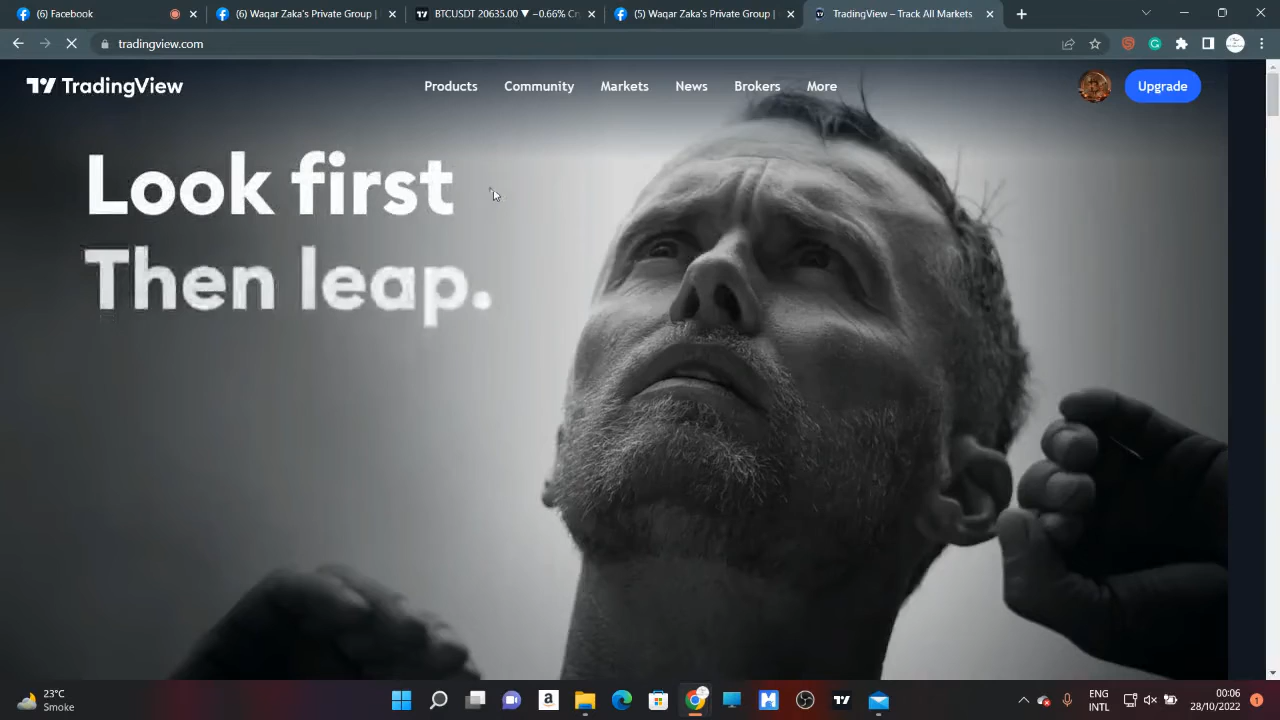 (6) Facebook
(6) Waqar Zaka's Private Group |
BTCUSDT 20635.00 ▼ −0.66% Cr
(5) Waqar Zaka's Private Group |
TradingView – Track All Markets
tradingview.com
TradingView
Products
Community
Markets
News
Brokers
More
Upgrade
Look first
Then leap.
23°C
Smoke
ENG
INTL
00:06
28/10/2022
1